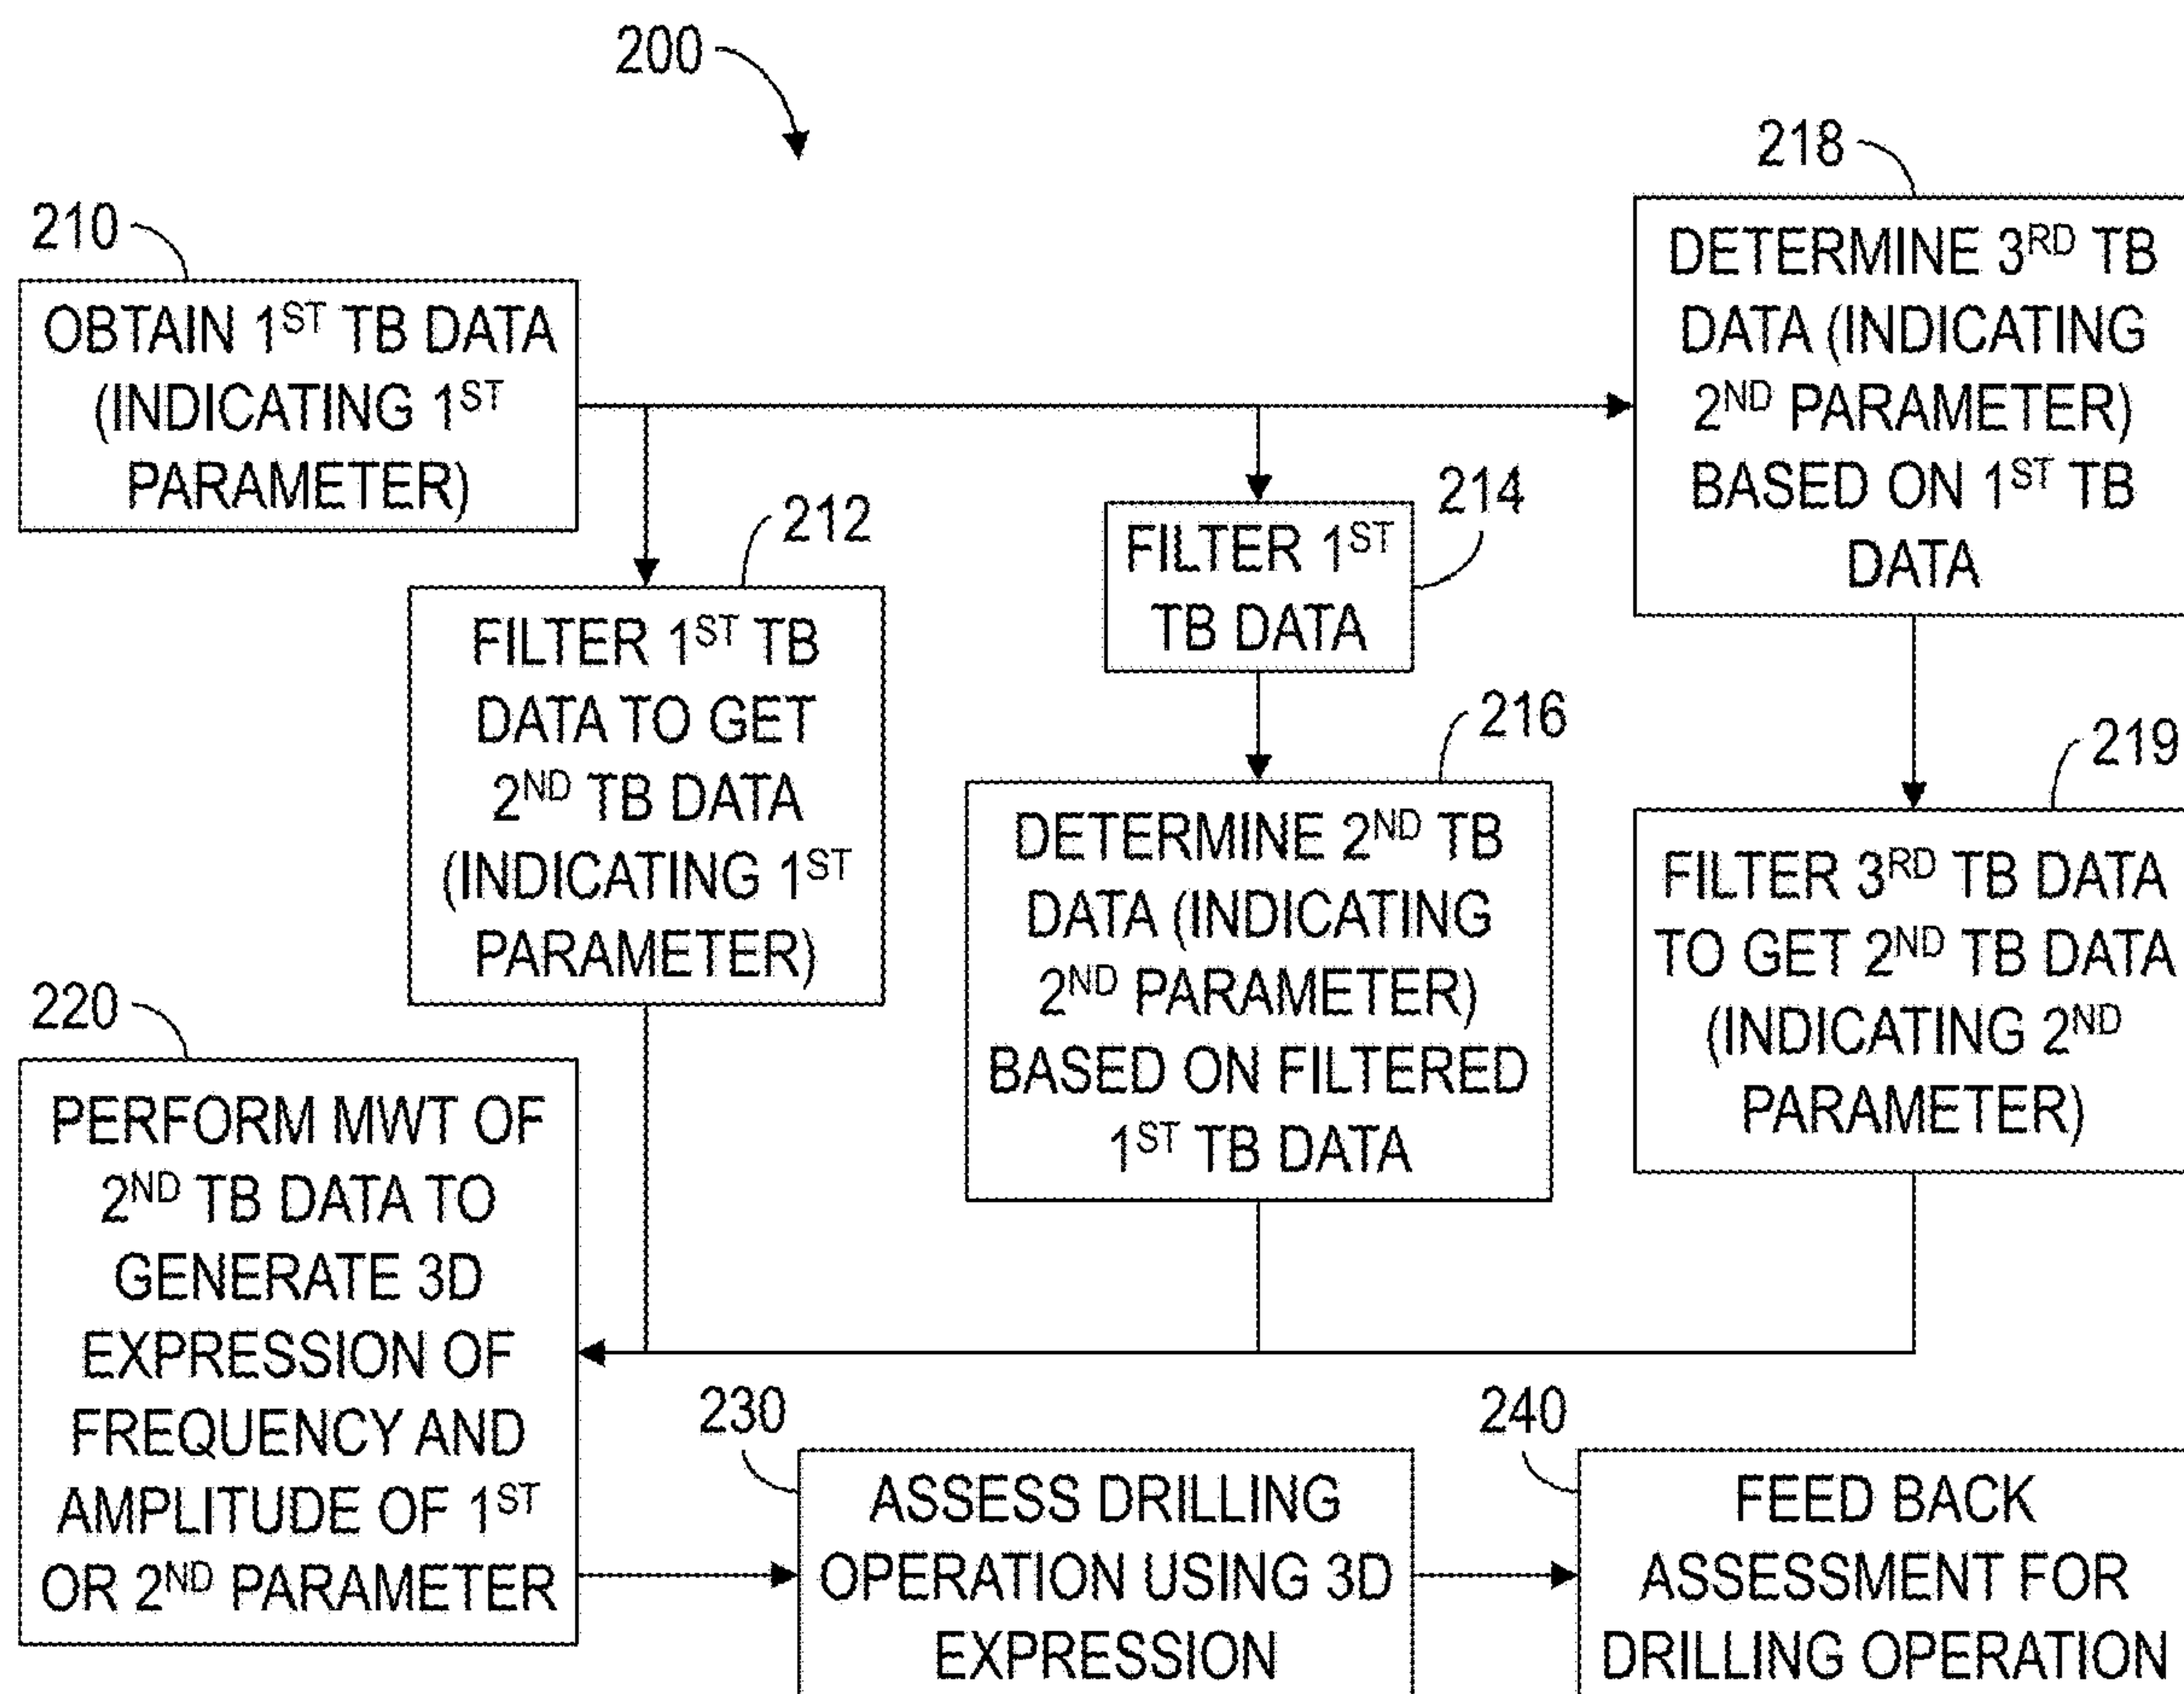 200
210
OBTAIN 1ST TB DATA
(INDICATING 1ST
PARAMETER)
212
FILTER 1ST TB
DATA TO GET
2ND TB DATA
(INDICATING 1ST
PARAMETER)
214
FILTER 1ST
TB DATA
216
DETERMINE 2ND TB
DATA (INDICATING
2ND PARAMETER)
BASED ON FILTERED
1ST TB DATA
218
DETERMINE 3RD TB
DATA (INDICATING
2ND PARAMETER)
BASED ON 1ST TB
DATA
219
FILTER 3RD TB DATA
TO GET 2ND TB DATA
(INDICATING 2ND
PARAMETER)
220
PERFORM MWT OF
2ND TB DATA TO
GENERATE 3D
EXPRESSION OF
FREQUENCY AND
AMPLITUDE OF 1ST
OR 2ND PARAMETER
230
ASSESS DRILLING
OPERATION USING 3D
EXPRESSION
240
FEED BACK
ASSESSMENT FOR
DRILLING OPERATION